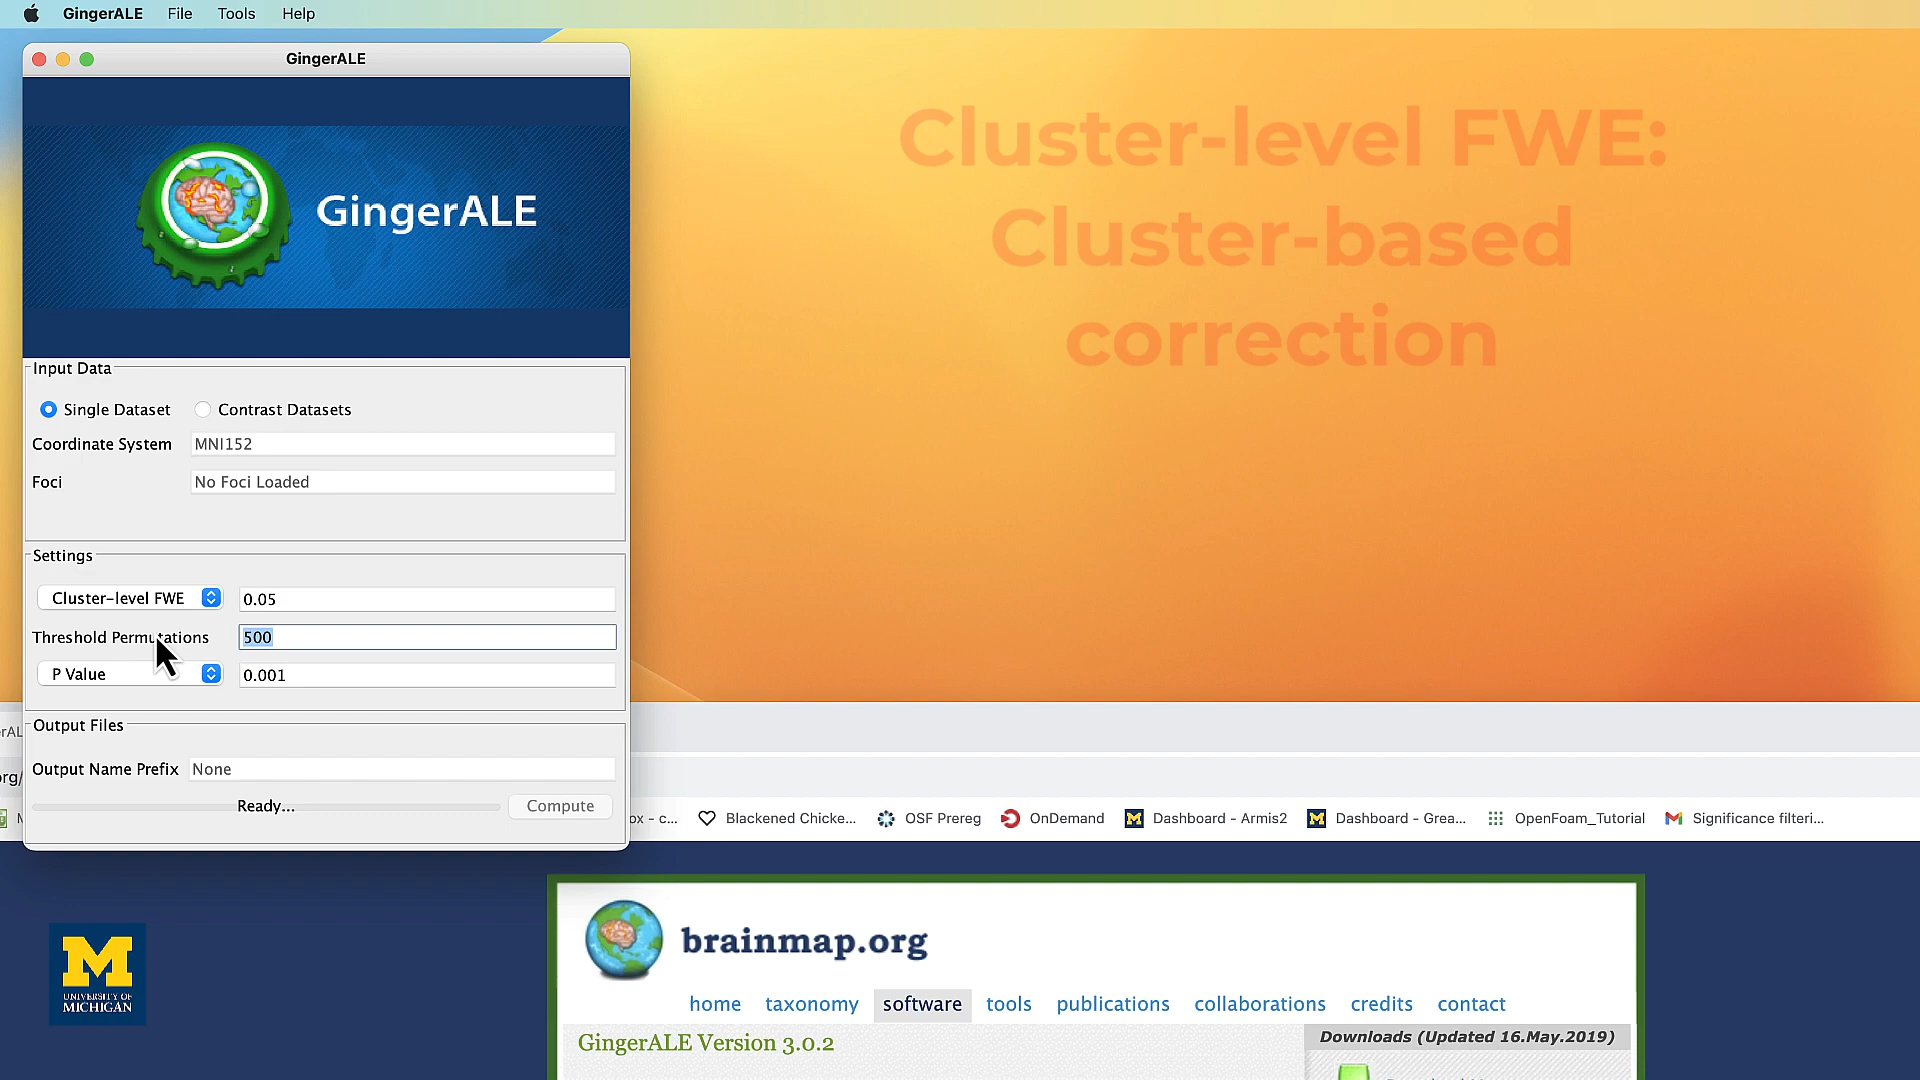 GingerALE File Tools Help
GingerALE
Cluster-level FWE:
Cluster-based
correction
GingerALE
Input Data
Single Dataset Contrast Datasets
Coordinate System MNI152
Foci No Foci Loaded
Settings
Cluster-level FWE 0.05
Threshold Permutations 500
P Value 0.001
Output Files
Output Name Prefix None
Ready... Compute
rAL
org/
ox - c... Blackened Chicke... OSF Prereg OnDemand Dashboard - Armis2 Dashboard - Grea... OpenFoam_Tutorial Significance filteri...
brainmap.org
M
UNIVERSITY OF
MICHIGAN
home taxonomy software tools publications collaborations credits contact
GingerALE Version 3.0.2
Downloads (Updated 16.May.2019)